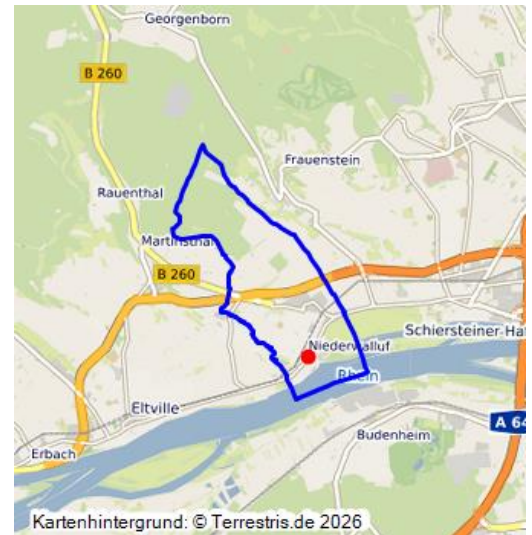 Georgenborn
B 260
Frauenstein
Rauenthal
Martinsthal
B 260
Niederwalluf
Schiersteiner-Ha
Rhein
Eltville
A 64
Budenheim
Erbach
Kartenhintergrund: © Terrestris.de 2026